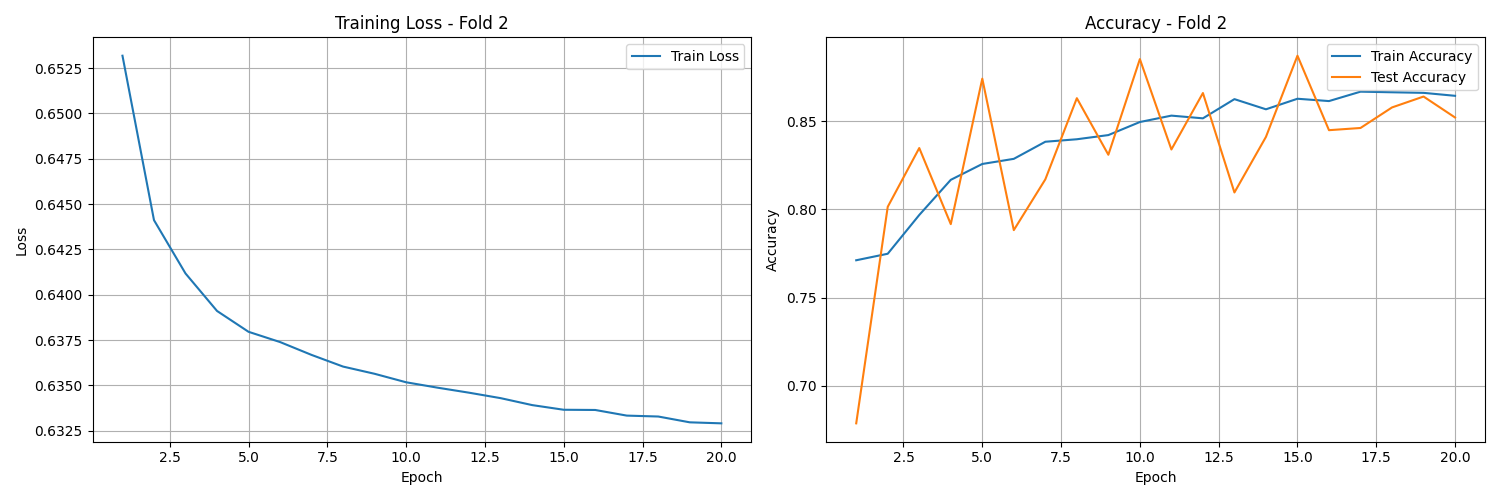 Training Loss - Fold 2
Train Loss
0.6525
0.6500
0.6475
0.6450
0.6425
0.6400
0.6375
0.6350
0.6325
Loss
2.5 5.0 7.5 10.0 12.5 15.0 17.5 20.0
Epoch
Accuracy - Fold 2
Train Accuracy
Test Accuracy
0.85
0.80
0.75
0.70
Accuracy
2.5 5.0 7.5 10.0 12.5 15.0 17.5 20.0
Epoch